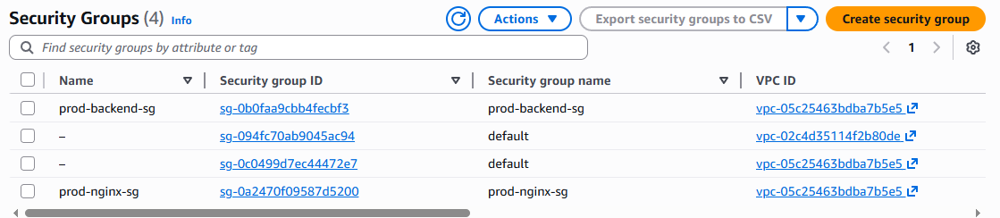 Security Groups (4) Info Actions Export security groups to CSV Create security group
Find security groups by attribute or tag 1
Name Security group ID Security group name VPC ID
prod-backend-sg sg-0b0faa9cbb4fecbf3 prod-backend-sg vpc-05c25463bdba7b5e5
– sg-094fc70ab9045ac94 default vpc-02c4d35114f2b80de
– sg-0c0499d7ec44472e7 default vpc-05c25463bdba7b5e5
prod-nginx-sg sg-0a2470f09587d5200 prod-nginx-sg vpc-05c25463bdba7b5e5